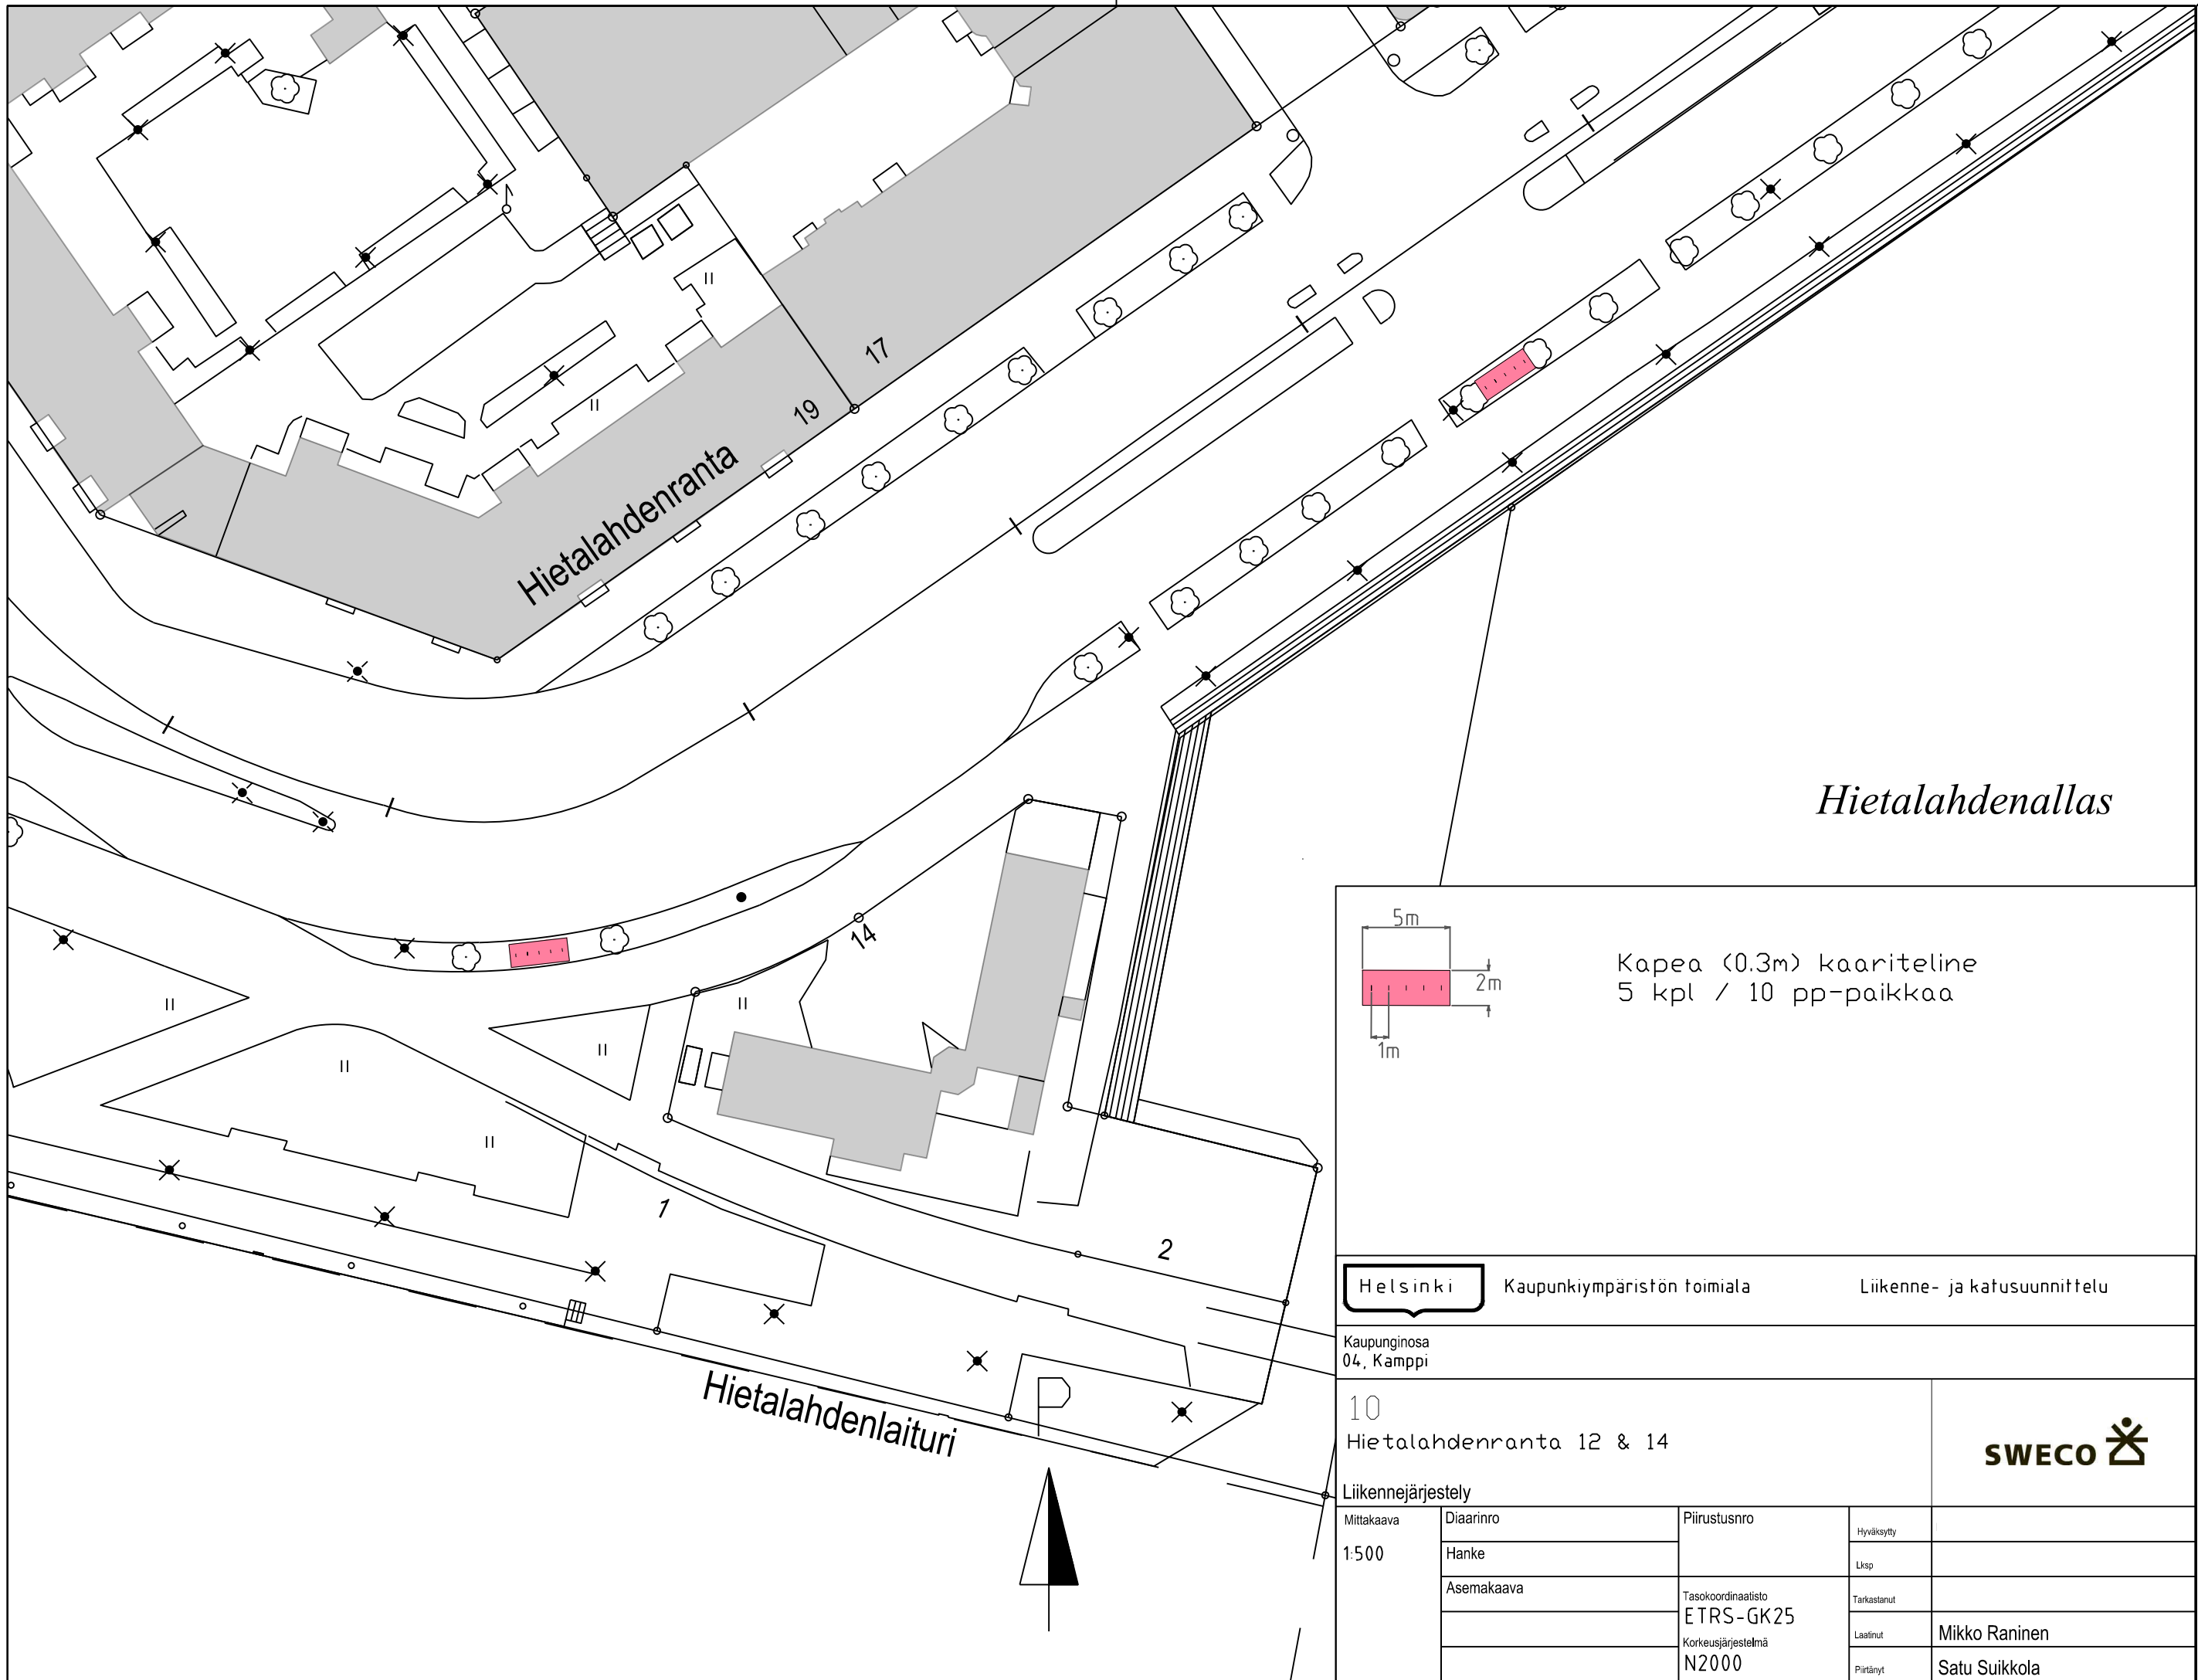 17
19
Hietalahdenranta
Hietalahdenallas
14
1
2
Hietalahdenlaituri
P
5m
2m
1m
Kapea (0.3m) kaariteline
5 kpl / 10 pp-paikkaa
Helsinki Kaupunkiympäristön toimiala Liikenne- ja katusuunnittelu
Kaupunginosa
04, Kamppi
10
Hietalahdenranta 12 & 14
SWECO
Liikennejärjestely
Mittakaava
1:500
Diaarinro
Hanke
Asemakaava
Piirustusnro
Tasokoordinaatisto
ETRS-GK25
Korkeusjärjestelmä
N2000
Hyväksytty
Lksp
Tarkastanut
Laatinut Mikko Raninen
Piirtänyt Satu Suikkola